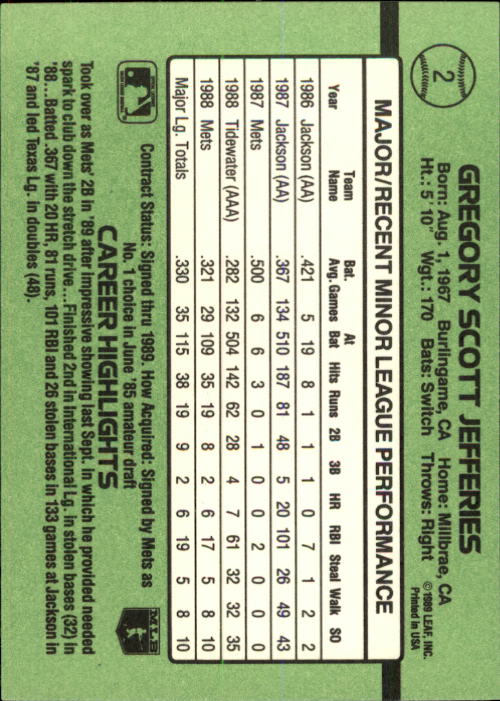 2
GREGORY SCOTT JEFFERIES
Born: Aug. 1, 1967 Burlingame, CA Home: Millbrae, CA
Ht.: 5' 10" Wgt.: 170 Bats: Switch Throws: Right
©1989 LEAF, INC.
Printed in USA
MAJOR/RECENT MINOR LEAGUE PERFORMANCE
Year Team Name Bat. Avg. Games At Bat Hits Runs 2B 3B HR RBI Steal Walk SO
1986 Jackson (AA) .421 5 19 8 1 1 1 0 7 1 2 2
1987 Jackson (AA) .367 134 510 187 81 48 5 20 101 26 49 43
1987 Mets .500 6 6 3 0 1 0 0 2 0 0 0
1988 Tidewater (AAA) .282 132 504 142 62 28 4 7 61 32 32 35
1988 Mets .321 29 109 35 19 8 2 6 17 5 8 10
Major Lg. Totals .330 35 115 38 19 9 2 6 19 5 8 10
Contract Status: Signed thru 1989. How Acquired: Signed by Mets as
No. 1 choice in June '85 amateur draft
MLB
CAREER HIGHLIGHTS
Took over as Mets' 2B in '89 after impressive showing last Sept. in which he provided needed
spark to club down the stretch drive...Finished 2nd in International Lg. in stolen bases (32) in
'88...Batted .367 with 20 HR, 81 runs, 101 RBI and 26 stolen bases in 133 games at Jackson in
'87 and led Texas Lg. in doubles (48).